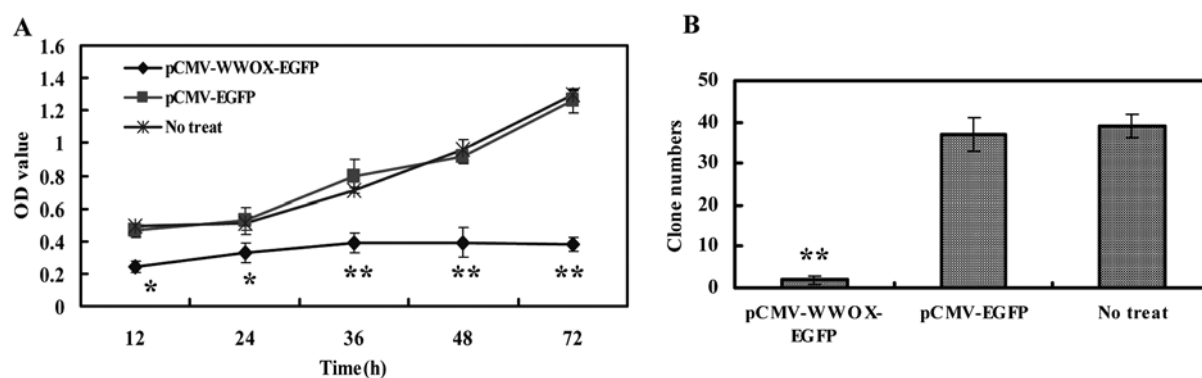 A
1.6
1.4
1.2
1
0.8
0.6
0.4
0.2
0
OD value
pCMV-WWOX-EGFP
pCMV-EGFP
No treat
* * ** ** **
12 24 36 48 72
Time(h)
B
50
40
30
20
10
0
Clone numbers
**
pCMV-WWOX-
EGFP
pCMV-EGFP
No treat